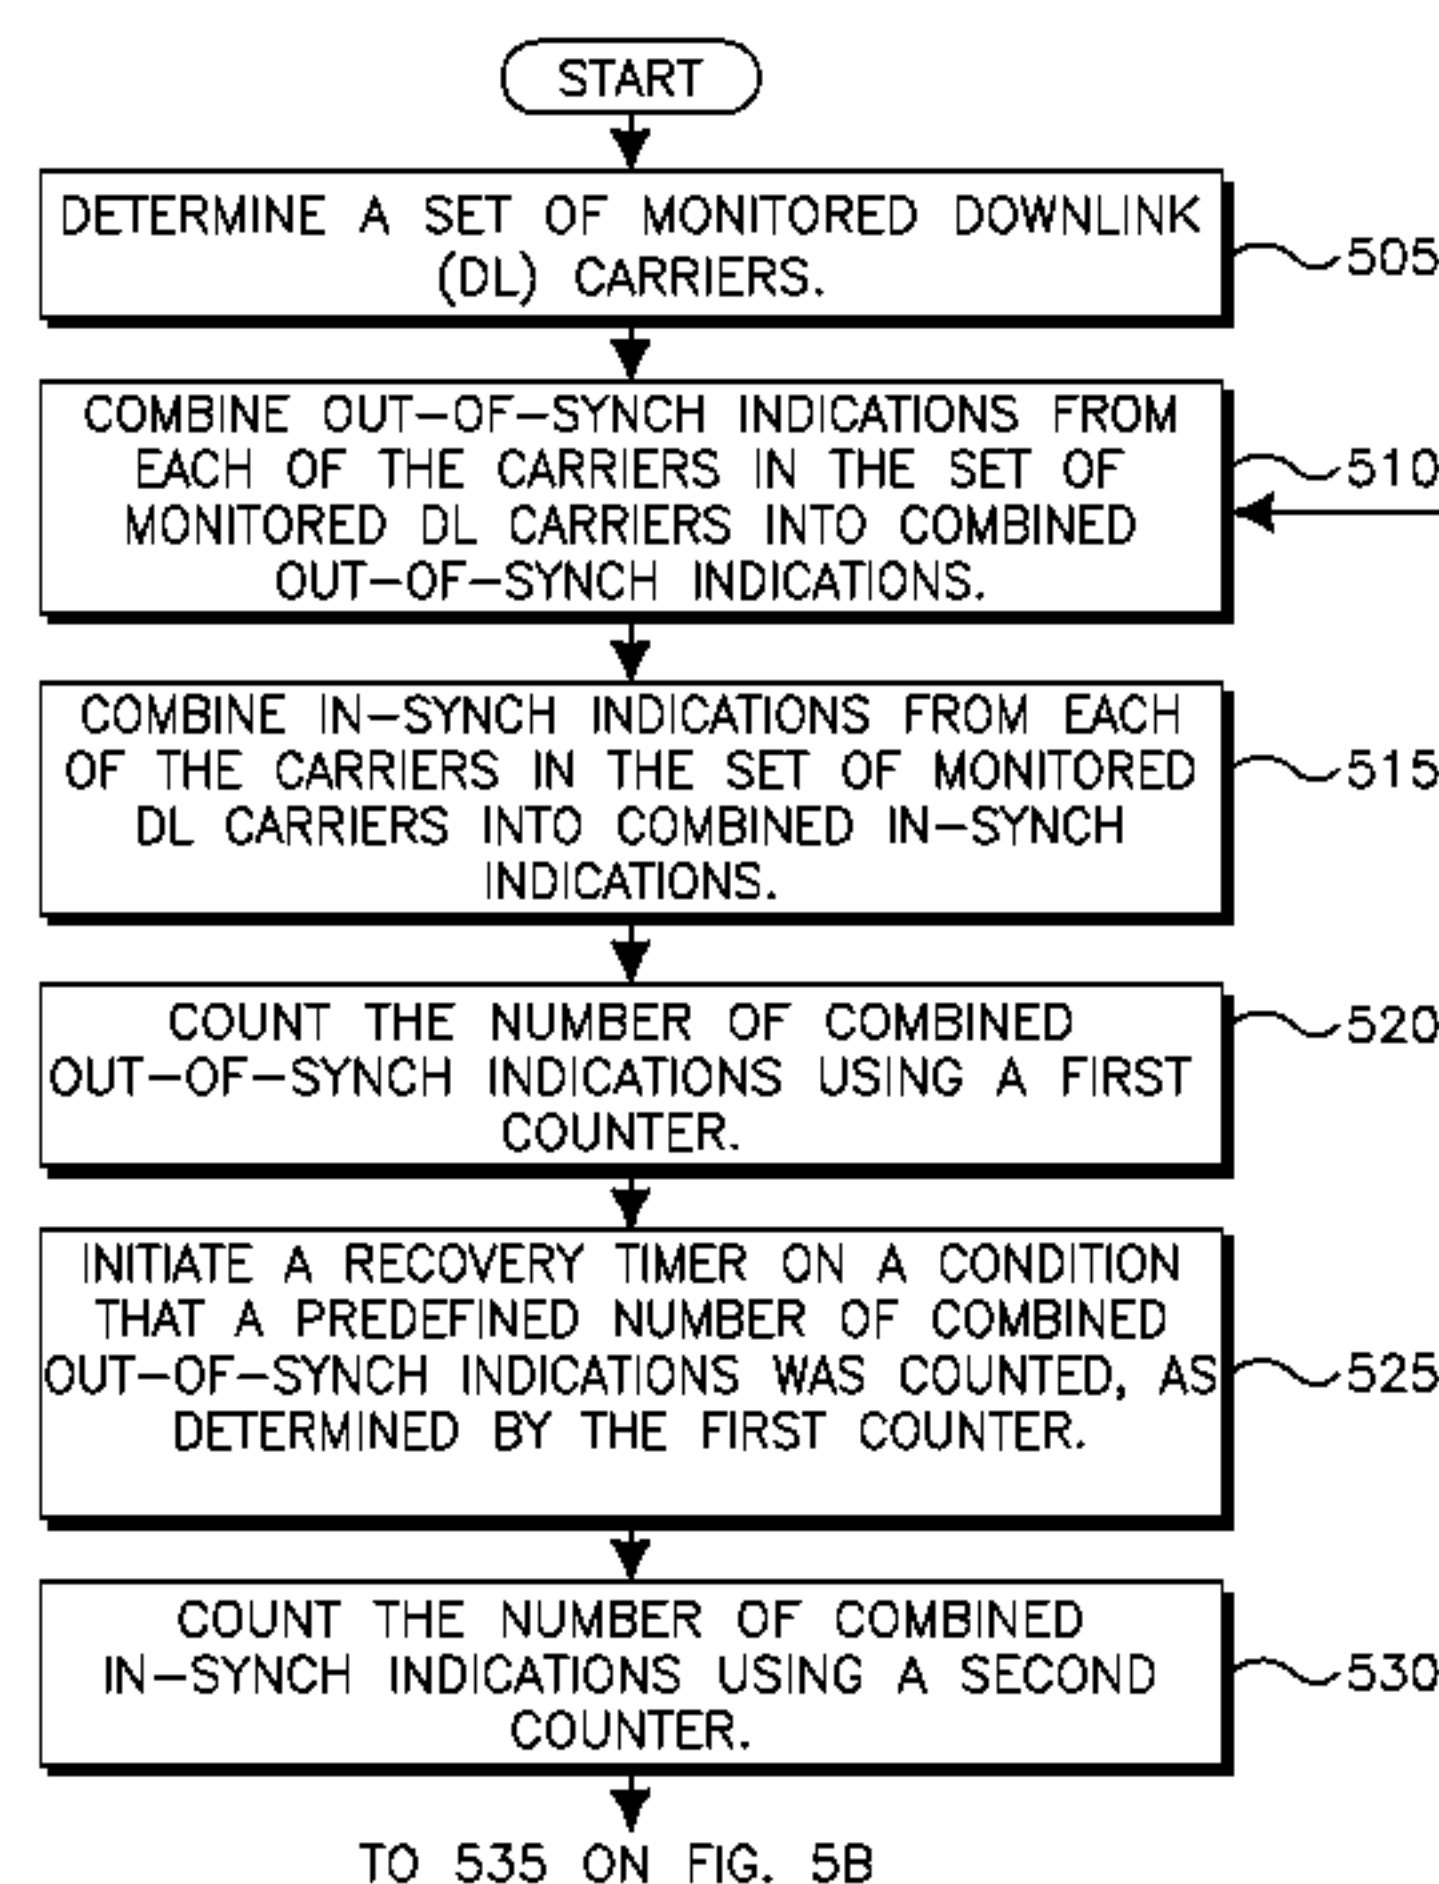 START
DETERMINE A SET OF MONITORED DOWNLINK
(DL) CARRIERS.
505
COMBINE OUT-OF-SYNCH INDICATIONS FROM
EACH OF THE CARRIERS IN THE SET OF
MONITORED DL CARRIERS INTO COMBINED
OUT-OF-SYNCH INDICATIONS.
510
COMBINE IN-SYNCH INDICATIONS FROM EACH
OF THE CARRIERS IN THE SET OF MONITORED
DL CARRIERS INTO COMBINED IN-SYNCH
INDICATIONS.
515
COUNT THE NUMBER OF COMBINED
OUT-OF-SYNCH INDICATIONS USING A FIRST
COUNTER.
520
INITIATE A RECOVERY TIMER ON A CONDITION
THAT A PREDEFINED NUMBER OF COMBINED
OUT-OF-SYNCH INDICATIONS WAS COUNTED, AS
DETERMINED BY THE FIRST COUNTER.
525
COUNT THE NUMBER OF COMBINED
IN-SYNCH INDICATIONS USING A SECOND
COUNTER.
530
TO 535 ON FIG. 5B